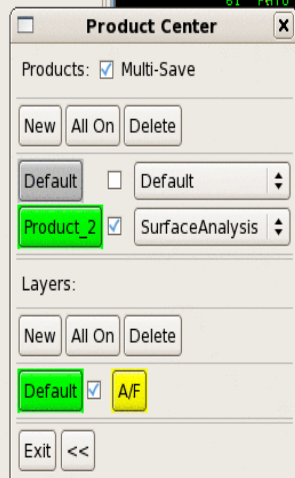 Product Center X
Products: Multi-Save
New All On Delete
Default Default
Product_2 SurfaceAnalysis
Layers:
New All On Delete
Default A/F
Exit <<